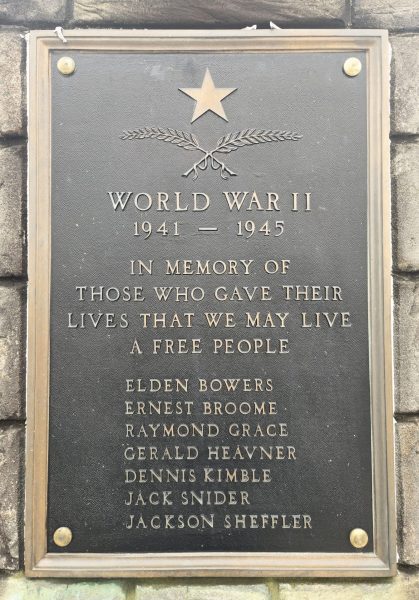 WORLD WAR II
1941 — 1945
IN MEMORY OF
THOSE WHO GAVE THEIR
LIVES THAT WE MAY LIVE
A FREE PEOPLE
ELDEN BOWERS
ERNEST BROOME
RAYMOND GRACE
GERALD HEAVNER
DENNIS KIMBLE
JACK SNIDER
JACKSON SHEFFLER